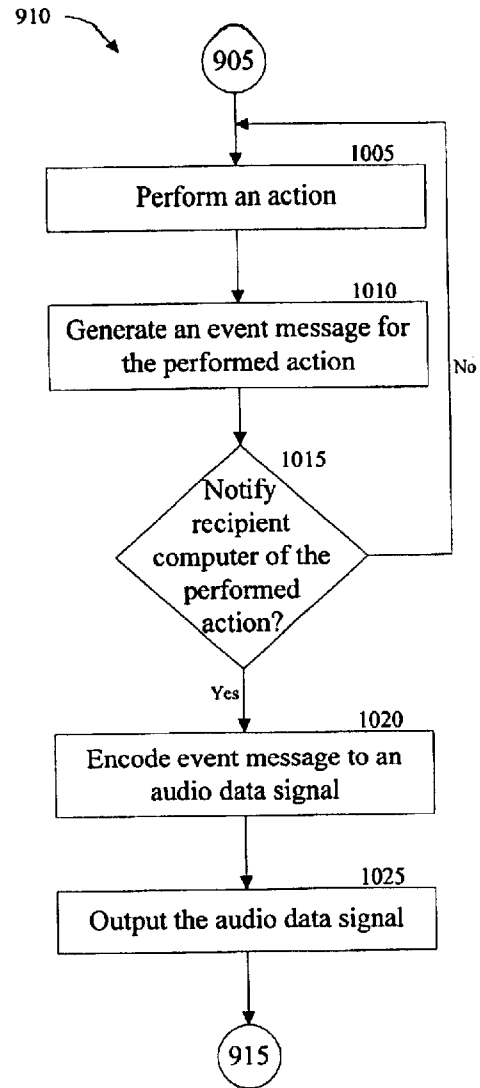 910
905
1005
Perform an action
1010
Generate an event message for
the performed action
No
1015
Notify
recipient
computer of the
performed
action?
Yes
1020
Encode event message to an
audio data signal
1025
Output the audio data signal
915